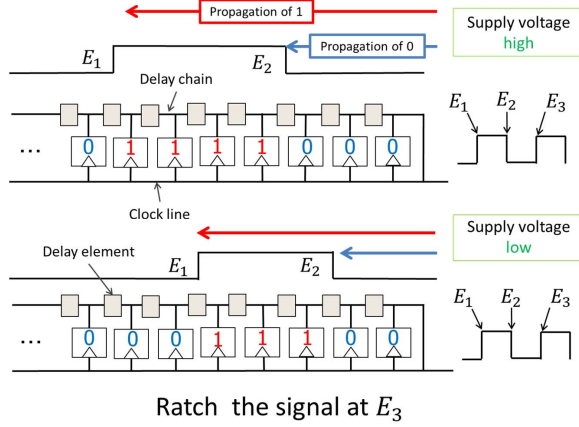 Propagation of 1
Supply voltage
high
E1
E2
Propagation of 0
Delay chain
E1
E2
E3
... 0 1 1 1 1 0 0 0
Clock line
Supply voltage
low
Delay element
E1
E2
E1
E2
E3
... 0 0 0 1 1 1 0 0
Ratch the signal at E3